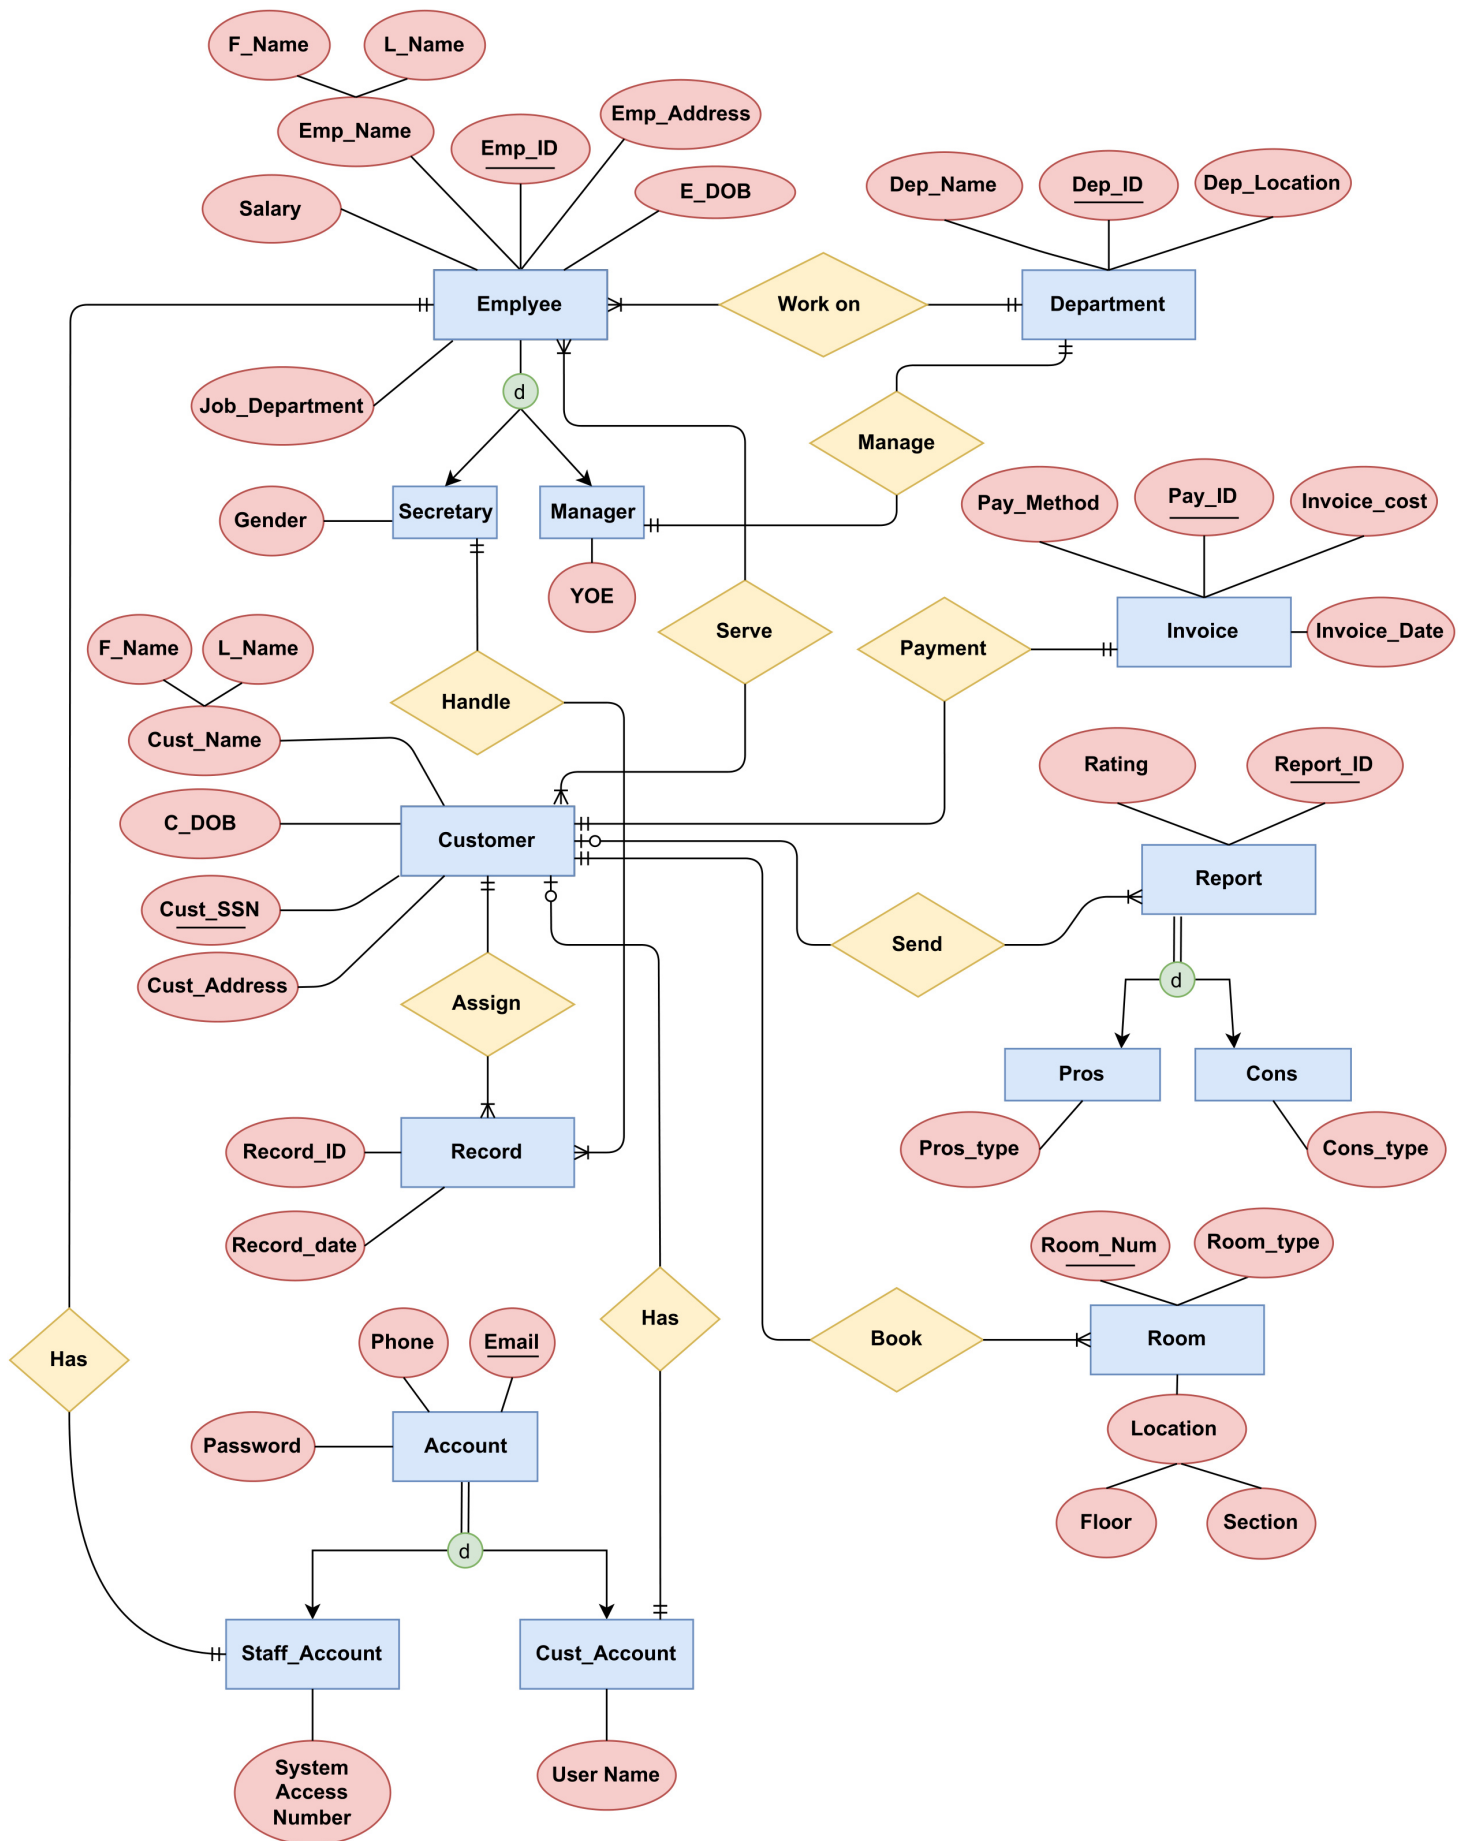 F_Name
L_Name
Emp_Name
Emp_ID
Emp_Address
Salary
E_DOB
Dep_Name
Dep_ID
Dep_Location
Emplyee
Work on
Department
Job_Department
d
Manage
Gender
Secretary
Manager
YOE
Pay_Method
Pay_ID
Invoice_cost
Serve
Payment
Invoice
Invoice_Date
F_Name
L_Name
Handle
Cust_Name
C_DOB
Customer
Cust_SSN
Cust_Address
Rating
Report_ID
Report
Send
d
Assign
Pros
Cons
Pros_type
Cons_type
Record_ID
Record
Record_date
Room_Num
Room_type
Has
Has
Book
Room
Phone
Email
Password
Account
Location
Floor
Section
d
Staff_Account
Cust_Account
System
Access
Number
User Name